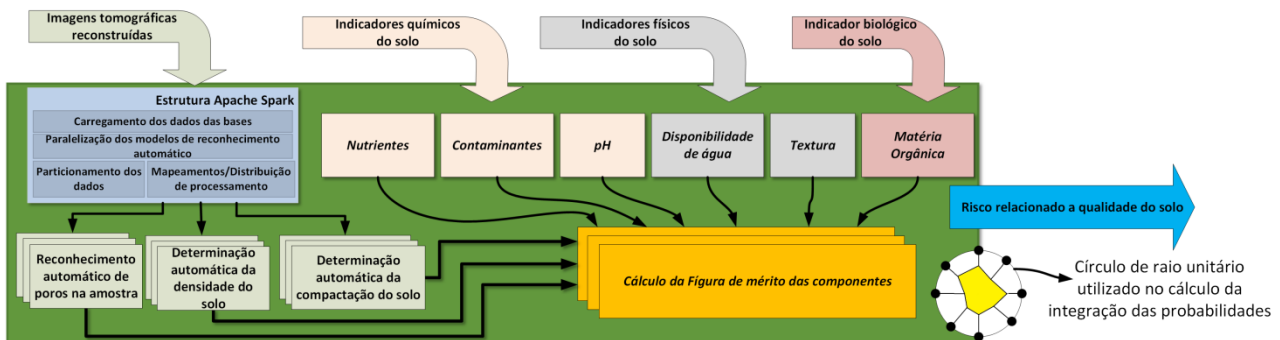 Imagens tomográficas
reconstruídas
Indicadores químicos
do solo
Indicadores físicos
do solo
Indicador biológico
do solo
Estrutura Apache Spark
Carregamento dos dados das bases
Paralelização dos modelos de reconhecimento
automático
Particionamento dos
dados
Mapeamentos/Distribuição
de processamento
Nutrientes
Contaminantes
pH
Disponibilidade
de água
Textura
Matéria
Orgânica
Risco relacionado a qualidade do solo
Reconhecimento
automático de
poros na amostra
Determinação
automática da
densidade do
solo
Determinação
automática da
compactação do solo
Cálculo da Figura de mérito das componentes
Círculo de raio unitário
utilizado no cálculo da
integração das probabilidades